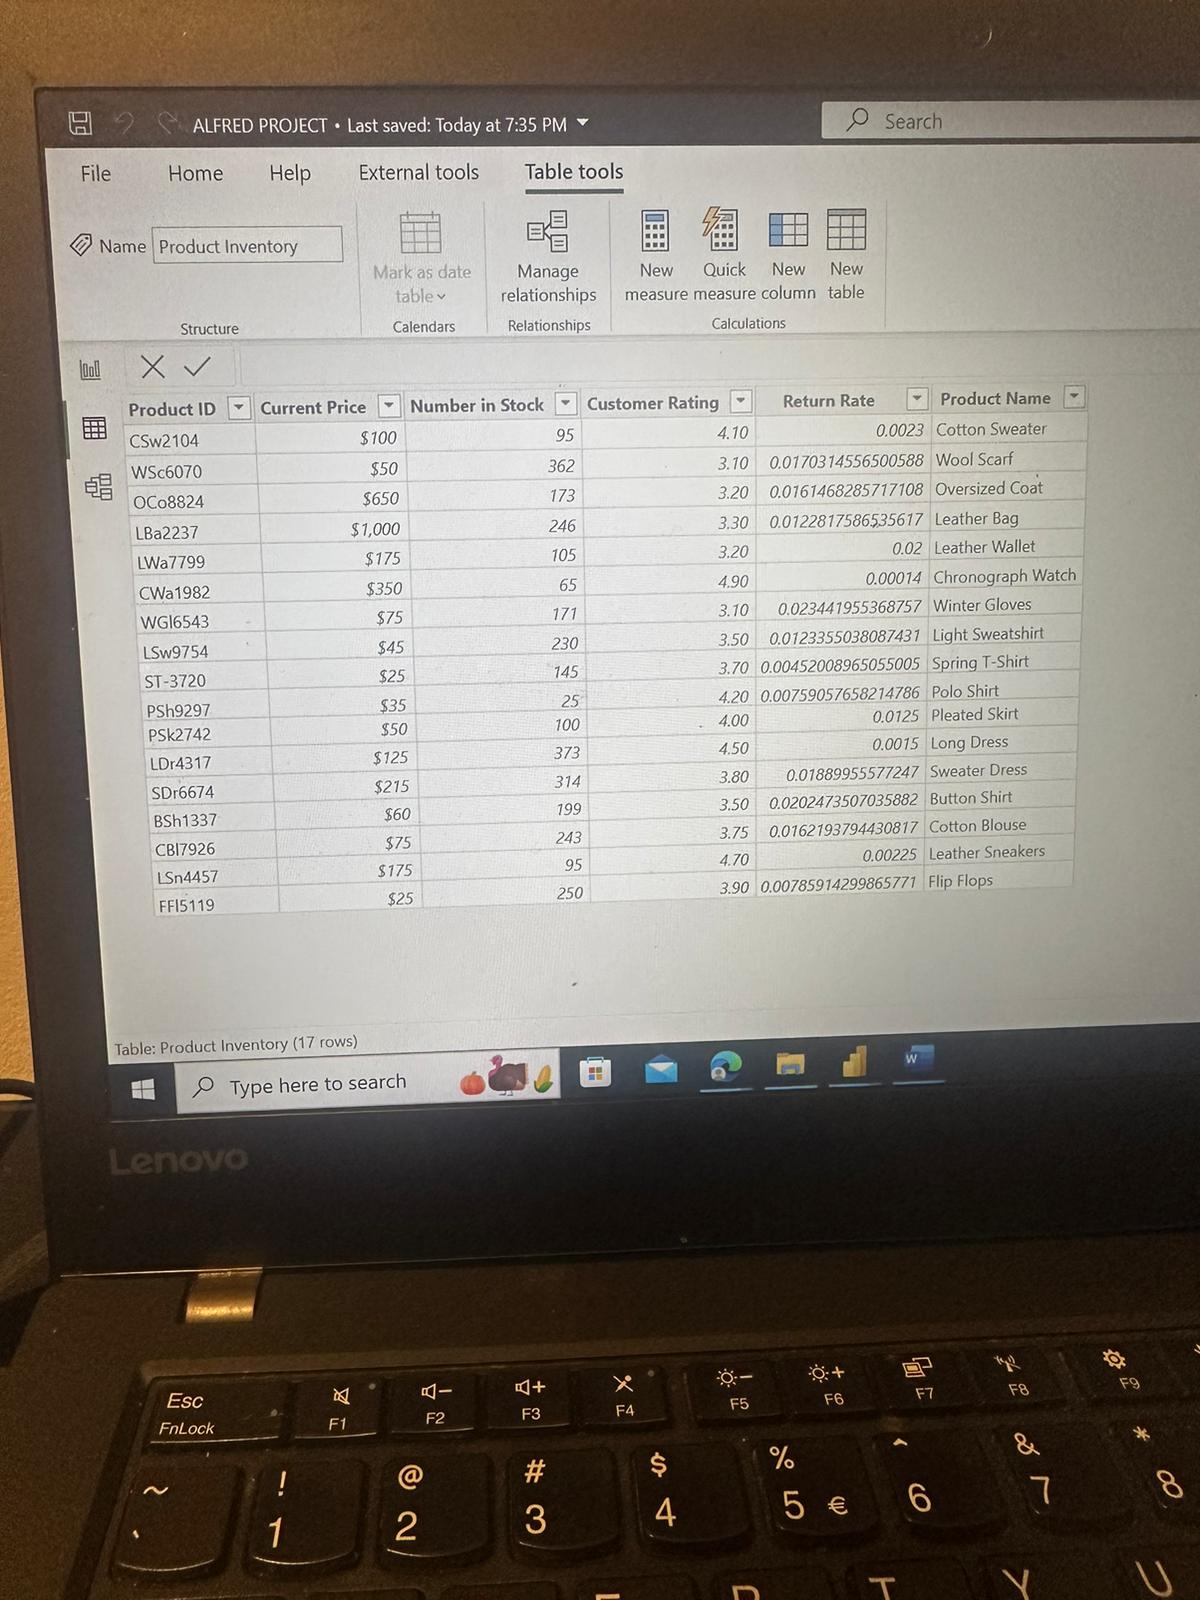 ALFRED PROJECT • Last saved: Today at 7:35 PM
Search
File Home Help External tools Table tools
Name Product Inventory
Mark as date table
Manage relationships
New measure
Quick measure
New column
New table
Structure Calendars Relationships Calculations
Product ID Current Price Number in Stock Customer Rating Return Rate Product Name
CSw2104 $100 95 4.10 0.0023 Cotton Sweater
WSc6070 $50 362 3.10 0.0170314556500588 Wool Scarf
OCo8824 $650 173 3.20 0.0161468285717108 Oversized Coat
LBa2237 $1,000 246 3.30 0.0122817586535617 Leather Bag
LWa7799 $175 105 3.20 0.02 Leather Wallet
CWa1982 $350 65 4.90 0.00014 Chronograph Watch
WGl6543 $75 171 3.10 0.023441955368757 Winter Gloves
LSw9754 $45 230 3.50 0.0123355038087431 Light Sweatshirt
ST-3720 $25 145 3.70 0.00452008965055005 Spring T-Shirt
PSh9297 $35 25 4.20 0.00759057658214786 Polo Shirt
PSk2742 $50 100 4.00 0.0125 Pleated Skirt
LDr4317 $125 373 4.50 0.0015 Long Dress
SDr6674 $215 314 3.80 0.01889955577247 Sweater Dress
BSh1337 $60 199 3.50 0.0202473507035882 Button Shirt
CBl7926 $75 243 3.75 0.0162193794430817 Cotton Blouse
LSn4457 $175 95 4.70 0.00225 Leather Sneakers
FFl5119 $25 250 3.90 0.00785914299865771 Flip Flops
Table: Product Inventory (17 rows)
Type here to search
W
Lenovo
Esc
FnLock F1 F2 F3 F4 F5 F6 F7 F8 F9
~ ! @ # $ % ^ & *
` 1 2 3 4 5 € 6 7 8
T Y U